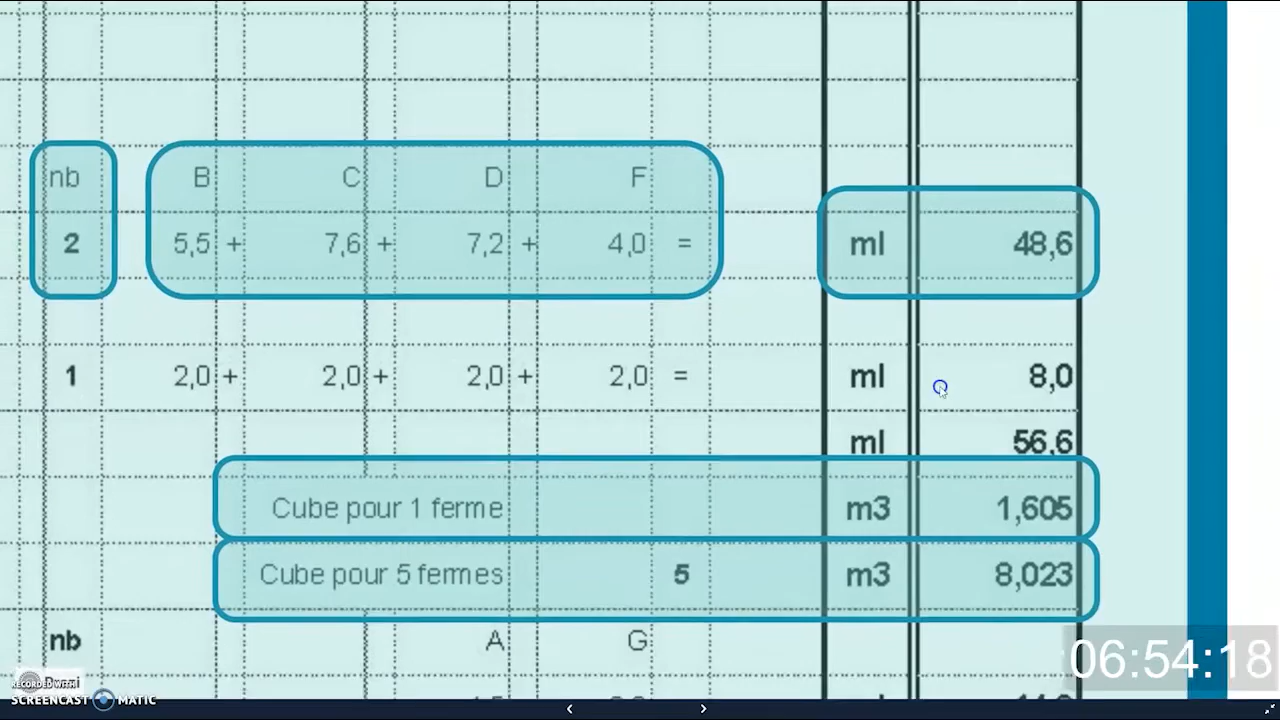 nb B C D F
2 5,5 + 7,6 + 7,2 + 4,0 = ml 48,6
1 2,0 + 2,0 + 2,0 + 2,0 = ml 8,0
ml 56,6
Cube pour 1 ferme m3 1,605
Cube pour 5 fermes 5 m3 8,023
nb A G
ml
06:54:18
RECORDED WITH
SCREENCAST MATIC